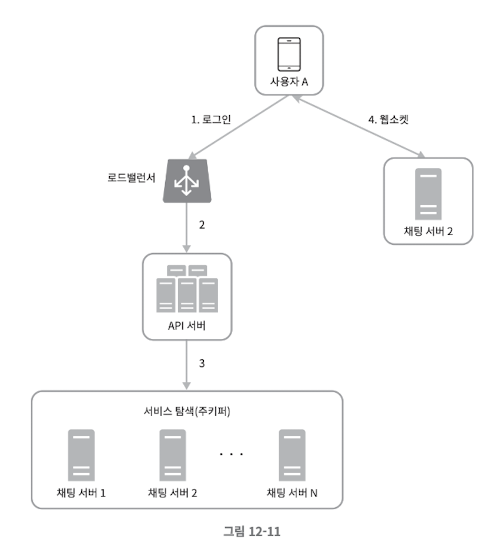 사용자 A
1. 로그인
4. 웹소켓
로드밸런서
채팅 서버 2
2
API 서버
3
서비스 탐색(주키퍼)
. . .
채팅 서버 1
채팅 서버 2
채팅 서버 N
그림 12-11